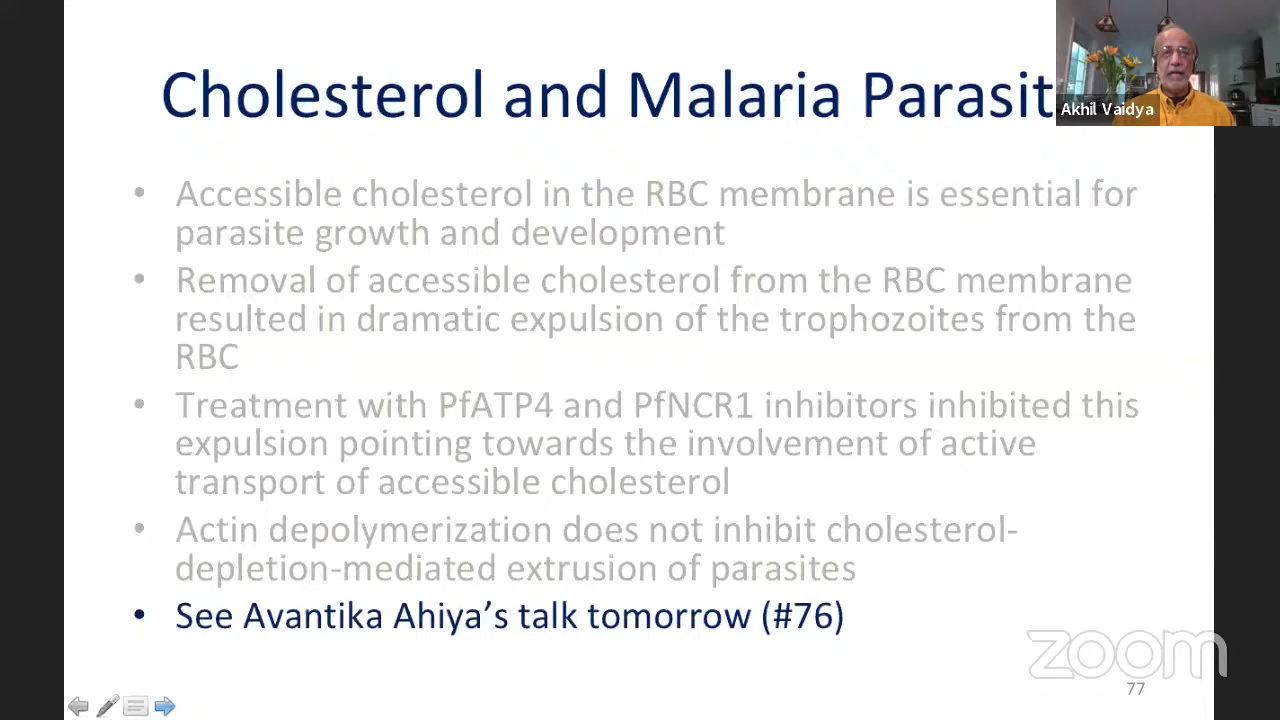 Cholesterol and Malaria Parasit
Akhil Vaidya
• Accessible cholesterol in the RBC membrane is essential for
parasite growth and development
• Removal of accessible cholesterol from the RBC membrane
resulted in dramatic expulsion of the trophozoites from the
RBC
• Treatment with PfATP4 and PfNCR1 inhibitors inhibited this
expulsion pointing towards the involvement of active
transport of accessible cholesterol
• Actin depolymerization does not inhibit cholesterol-
depletion-mediated extrusion of parasites
• See Avantika Ahiya’s talk tomorrow (#76)
zoom
77